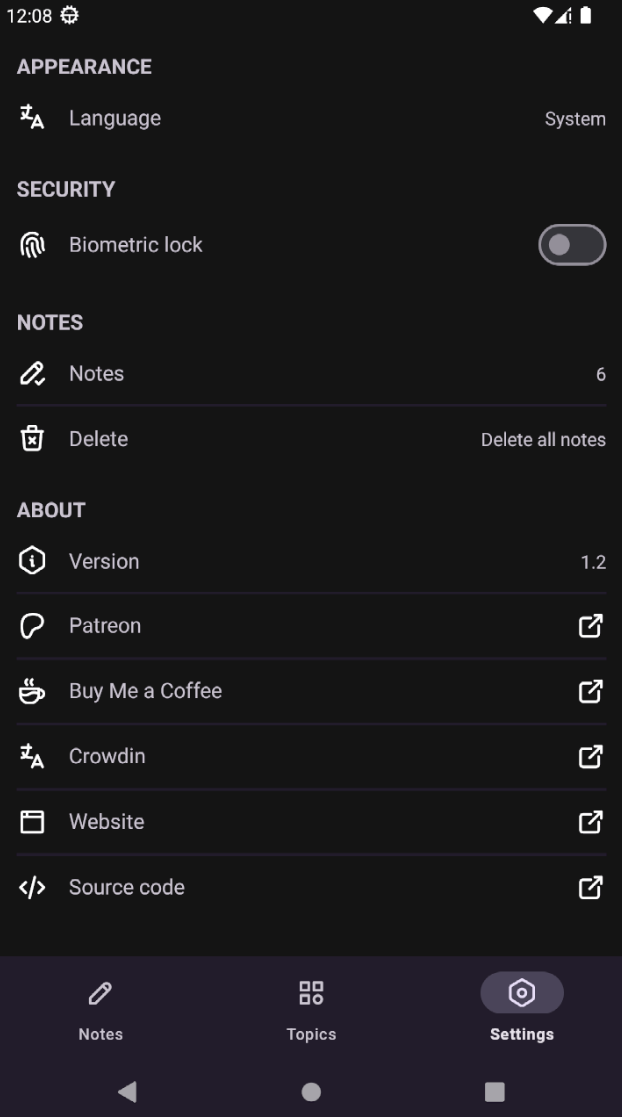 12:08
APPEARANCE
Language System
SECURITY
Biometric lock
NOTES
Notes 6
Delete Delete all notes
ABOUT
Version 1.2
Patreon
Buy Me a Coffee
Crowdin
Website
Source code
Notes Topics Settings